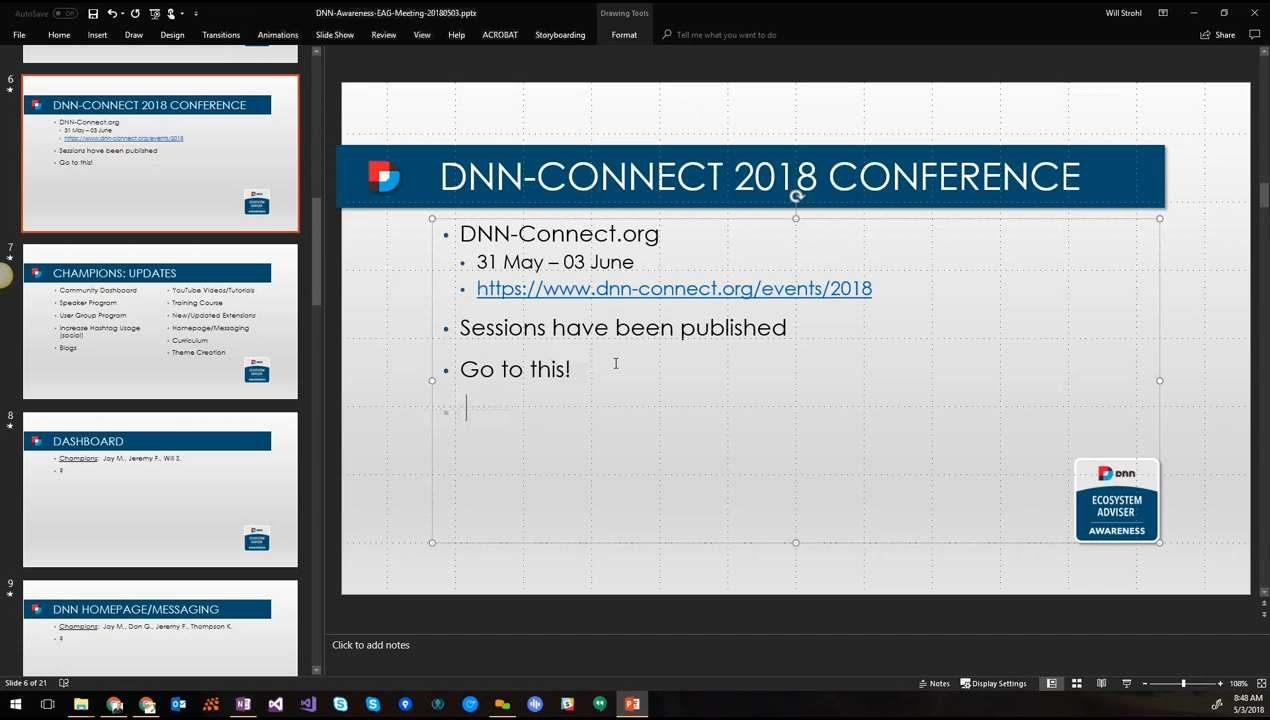 AutoSave Off
DNN-Awareness-EAG-Meeting-20180503.pptx
Drawing Tools
Will Strohl
File Home Insert Draw Design Transitions Animations Slide Show Review View Help ACROBAT Storyboarding Format Tell me what you want to do
Share
6
DNN-CONNECT 2018 CONFERENCE
DNN-Connect.org
31 May – 03 June
https://www.dnn-connect.org/events/2018
Sessions have been published
Go to this!
7
CHAMPIONS: UPDATES
Community Dashboard
Speaker Program
User Group Program
Increase Hashtag Usage
(social)
Blogs
YouTube Videos/Tutorials
Training Course
New/Updated Extensions
Homepage/Messaging
Curriculum
Theme Creation
8
DASHBOARD
Champions: Jay M., Jeremy F., Will S.
?
9
DNN HOMEPAGE/MESSAGING
Champions: Jay M., Don G., Jeremy F., Thompson K.
?
DNN-CONNECT 2018 CONFERENCE
DNN-Connect.org
31 May – 03 June
https://www.dnn-connect.org/events/2018
Sessions have been published
Go to this!
dnn
ECOSYSTEM
ADVISER
AWARENESS
Click to add notes
Slide 6 of 21
Notes
Display Settings
108%
8:48 AM
5/3/2018